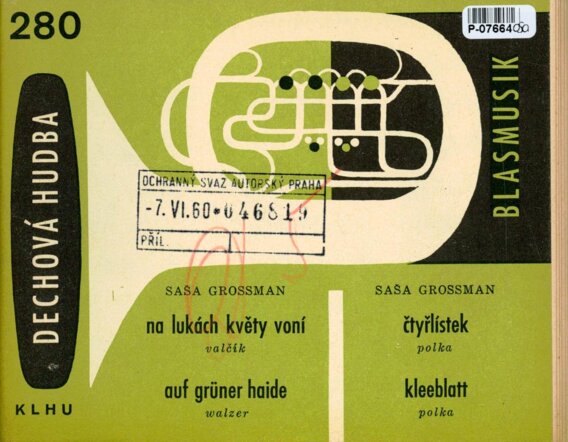 280
P-07664
DECHOVÁ HUDBA
BLASMUSIK
OCHRANNÝ SVAZ AUTORSKÝ PRAHA
-7. VI. 60*046819
PŘÍL.
SAŠA GROSSMAN
na lukách květy voní
valčík
auf grüner haide
walzer
SAŠA GROSSMAN
čtyřlístek
polka
kleeblatt
polka
KLHU